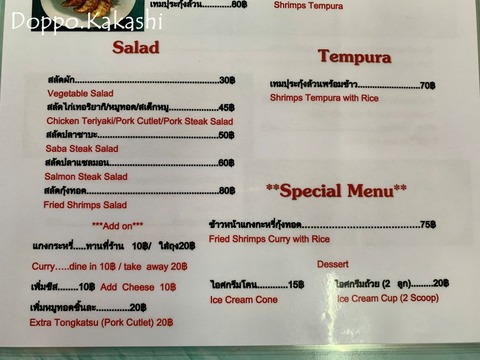 Doppo.Kakashi
เทมปุระกุ้งล้วน..............80฿
Shrimps Tempura
Salad
สลัดผัก.......................................30฿
Vegetable Salad
สลัดไก่เทอริยากิ/หมูทอด/สเต็กหมู...............45฿
Chicken Teriyaki/Pork Cutlet/Pork Steak Salad
สลัดปลาซาบะ...............................50฿
Saba Steak Salad
สลัดปลาแซลมอน...........................60฿
Salmon Steak Salad
สลัดกุ้งทอด..................................80฿
Fried Shrimps Salad
***Add on***
แกงกะหรี่.....ทานที่ร้าน 10฿/ ใส่ถุง20฿
Curry.....dine in 10฿ / take away 20฿
เพิ่มชีส.......10฿ Add Cheese 10฿
เพิ่มหมูทอดชิ้นละ..............20฿
Extra Tongkatsu (Pork Cutlet) 20฿
Tempura
เทมปุระกุ้งล้วนพร้อมข้าว...............70฿
Shrimps Tempura with Rice
**Special Menu**
ข้าวหน้าแกงกะหรี่กุ้งทอด..........................75฿
Fried Shrimps Curry with Rice
Dessert
ไอศกรีมโคน..............15฿
Ice Cream Cone
ไอศกรีมถ้วย (2 ลูก)..........20฿
Ice Cream Cup (2 Scoop)